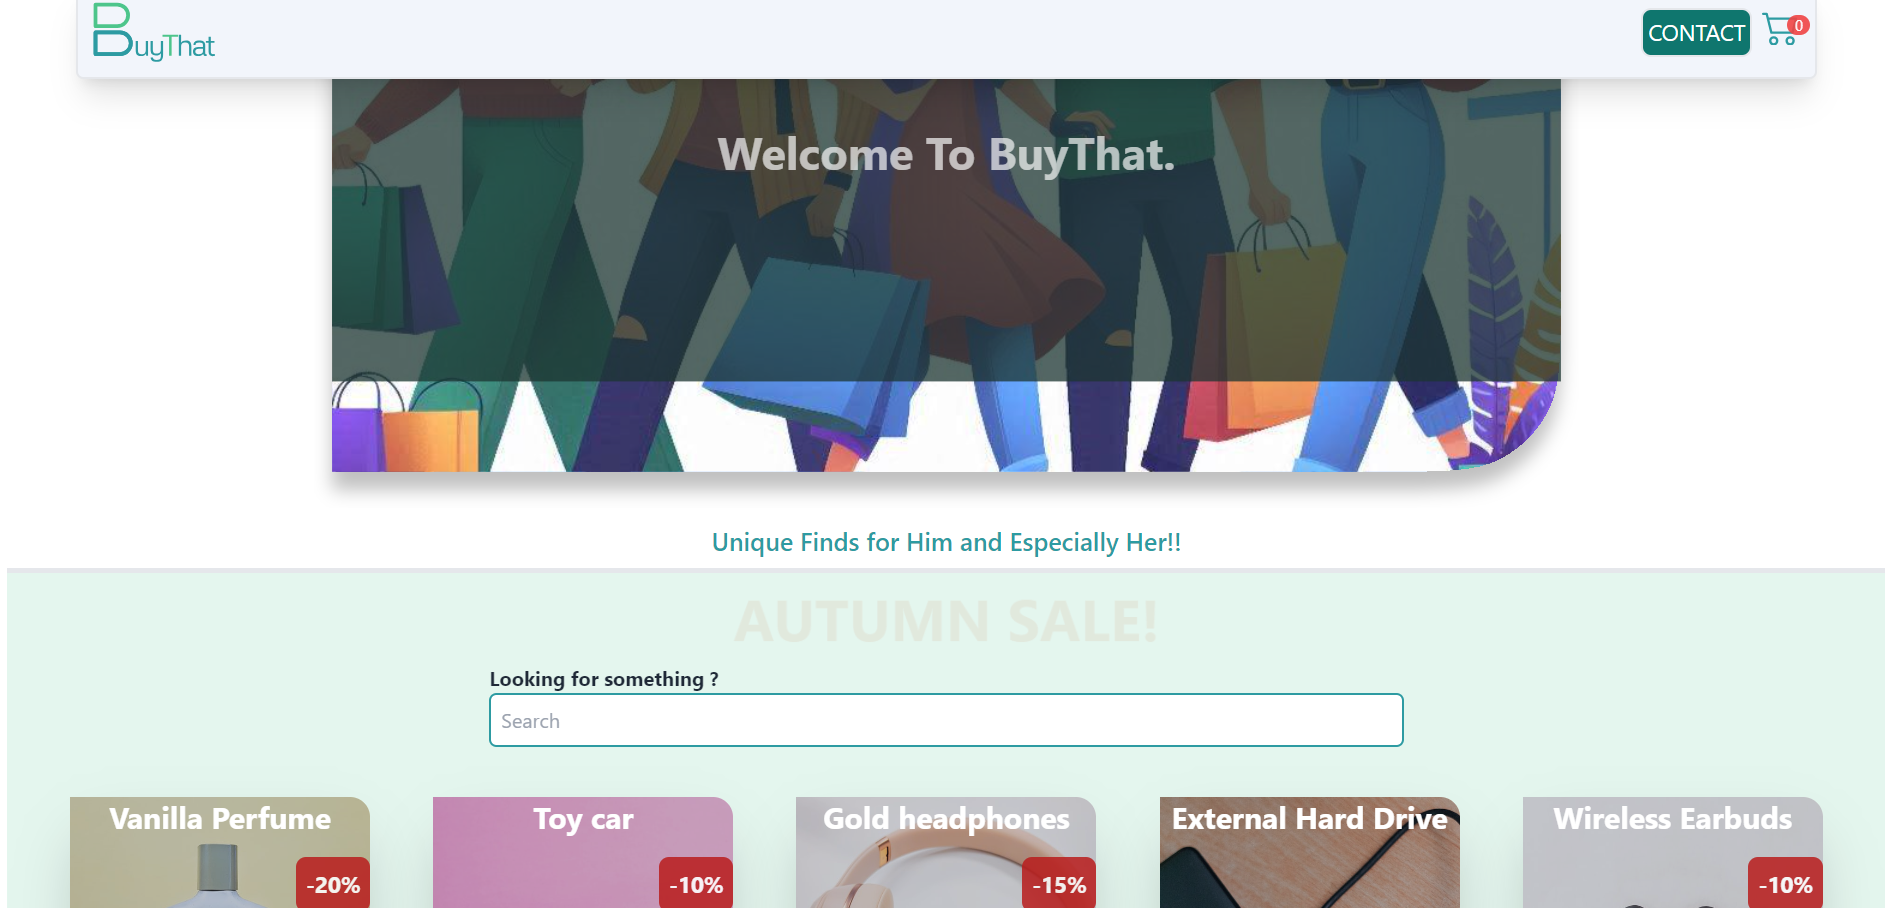 BuyThat
CONTACT
0
Welcome To BuyThat.
Unique Finds for Him and Especially Her!!
AUTUMN SALE!
Looking for something ?
Search
Vanilla Perfume
Toy car
Gold headphones
External Hard Drive
Wireless Earbuds
-20%
-10%
-15%
-10%